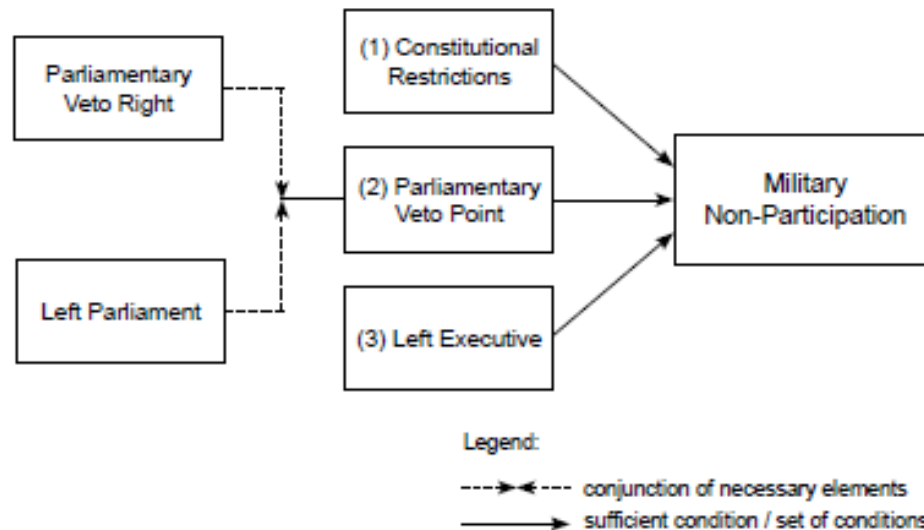 Parliamentary
Veto Right
Left Parliament
(1) Constitutional
Restrictions
(2) Parliamentary
Veto Point
(3) Left Executive
Military
Non-Participation
Legend:
conjunction of necessary elements
sufficient condition / set of conditions